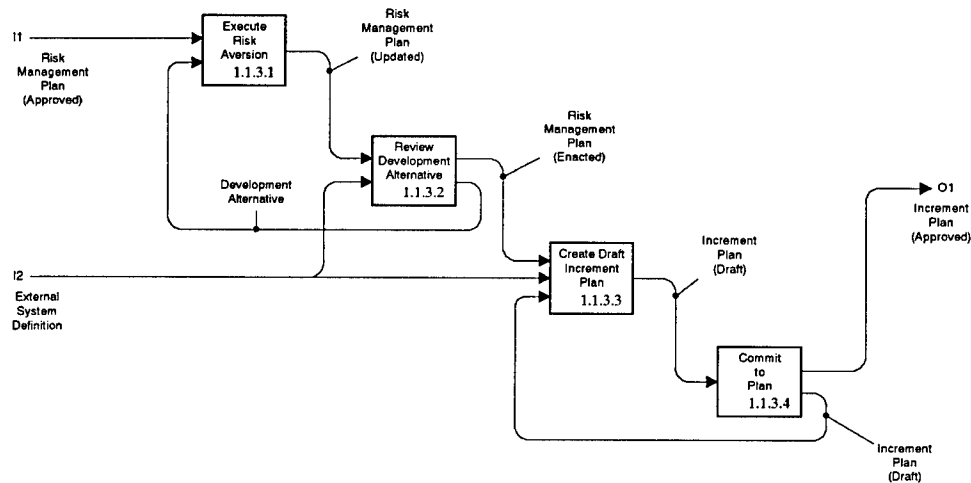 I1
Risk
Management
Plan
(Approved)
Execute
Risk
Aversion
1.1.3.1
Risk
Management
Plan
(Updated)
Review
Development
Alternative
1.1.3.2
Risk
Management
Plan
(Enacted)
Development
Alternative
I2
External
System
Definition
Create Draft
Increment
Plan
1.1.3.3
Increment
Plan
(Draft)
O1
Increment
Plan
(Approved)
Commit
to
Plan
1.1.3.4
Increment
Plan
(Draft)